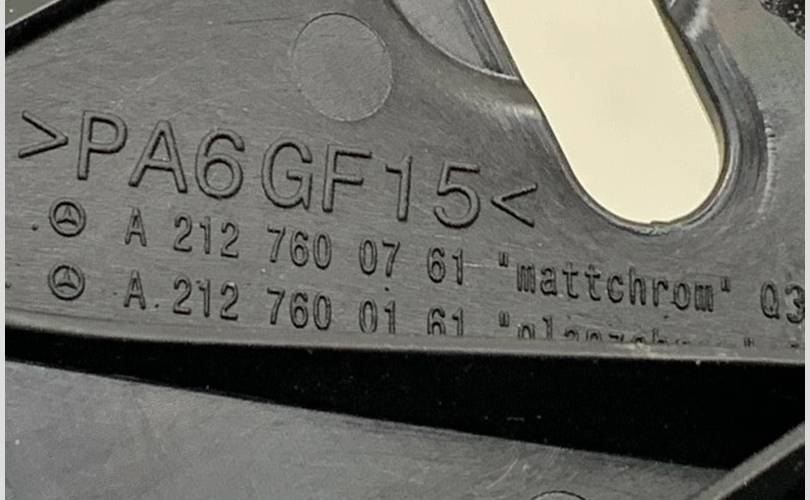 >PA6GF15<
A 212 760 07 61 "mattchrom" Q3
A 212 760 01 61